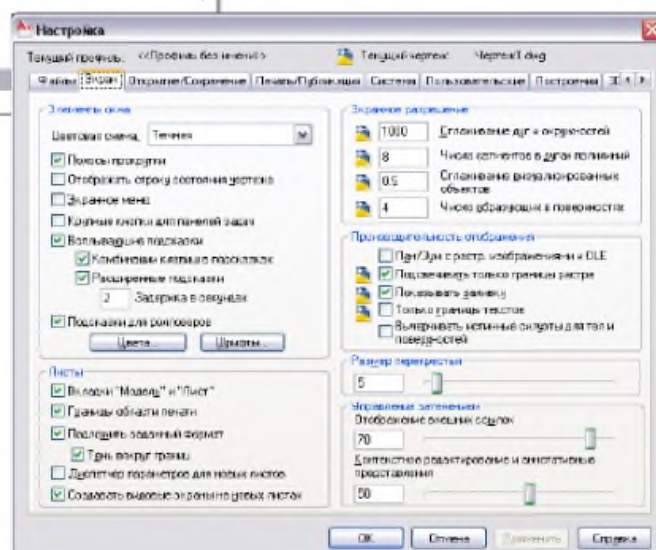 Настройка
Текущий профиль: <<Профиль без имени>> Текущий чертеж: Чертеж1.dwg
Файлы Экран Открытие/Сохранение Печать/Публикация Система Пользовательские Построения
Элементы окна
Цветовая схема: Темная
Полосы прокрутки
Отображать строку состояния чертежа
Экранное меню
Крупные кнопки для панелей задач
Всплывающие подсказки
Комбинации клавиш в подсказках
Расширенные подсказки
2 Задержка в секундах
Подсказки для ролловеров
Цвета... Шрифты...
Листы
Вкладки "Модель" и "Лист"
Границы области печати
Подложить заданный формат
Тень вокруг границ
Диспетчер параметров для новых листов
Создавать видовые экраны на новых листах
Экранное разрешение
1000 Сглаживание дуг и окружностей
8 Число сегментов в дугах полилиний
0.5 Сглаживание визуализированных объектов
4 Число образующих в поверхностях
Производительность отображения
Пан/Зум с растр. изображениями и OLE
Подсвечивать только границы растра
Показывать заливку
Только границы текстов
Вычерчивать истинные силуэты для тел и
поверхностей
Размер перекрестья
5
Управление затенением
Отображение внешних ссылок
70
Контекстное редактирование и аннотативные
представления
50
OK Отмена Применить Справка